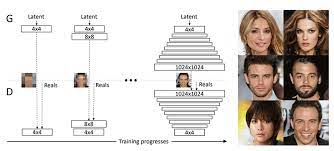 G Latent Latent Latent
4x4 4x4 4x4
8x8
1024x1024
Reals Reals Reals
D 1024x1024
8x8
4x4 4x4 4x4
Training progresses